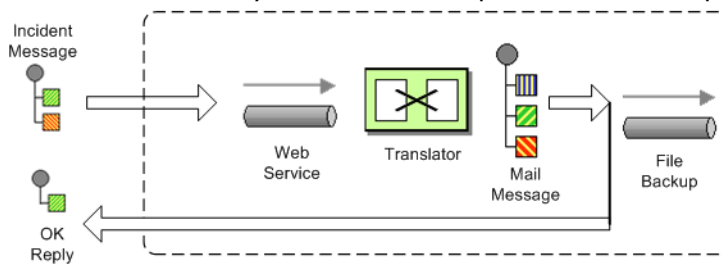 Incident
Message
Web
Service
Translator
Mail
Message
File
Backup
OK
Reply